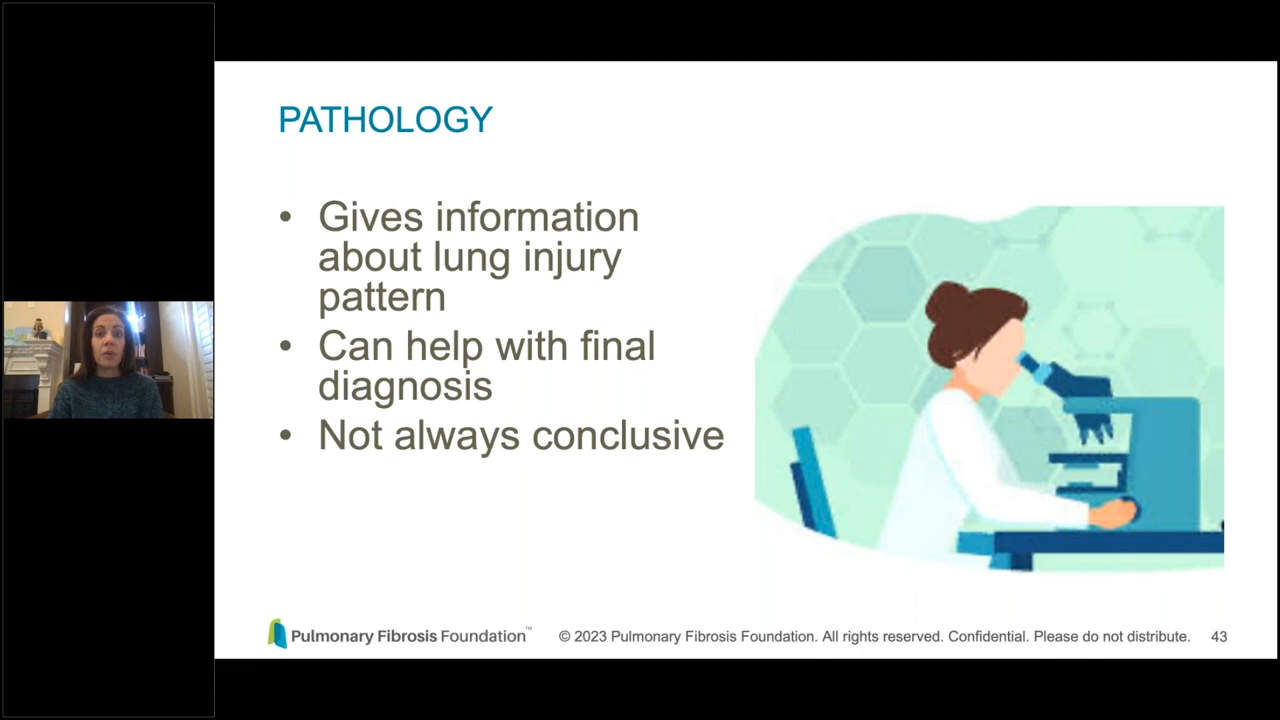 PATHOLOGY
• Gives information
about lung injury
pattern
• Can help with final
diagnosis
• Not always conclusive
Pulmonary Fibrosis Foundation™ © 2023 Pulmonary Fibrosis Foundation. All rights reserved. Confidential. Please do not distribute. 43